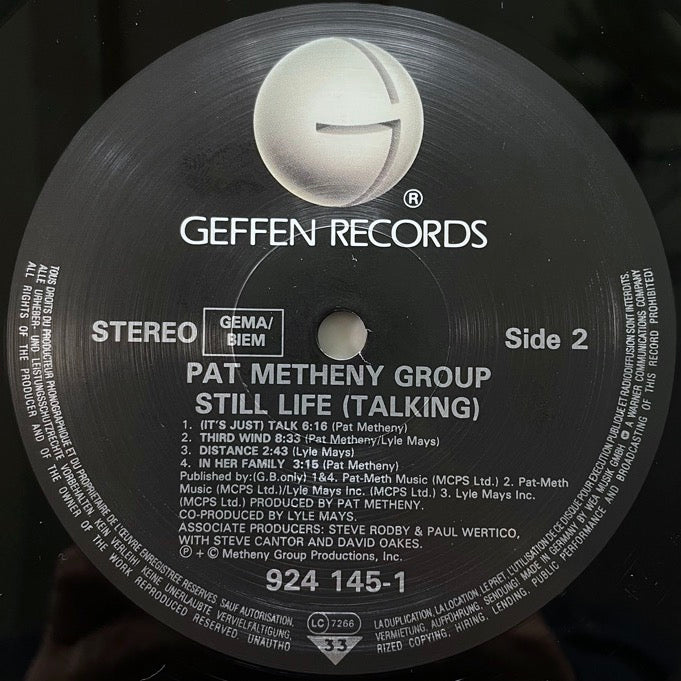 ®
GEFFEN RECORDS
STEREO
GEMA/
BIEM
Side 2
PAT METHENY GROUP
STILL LIFE (TALKING)
1. (IT'S JUST) TALK 6:16 (Pat Metheny)
2. THIRD WIND 8:33 (Pat Metheny/Lyle Mays)
3. DISTANCE 2:43 (Lyle Mays)
4. IN HER FAMILY 3:15 (Pat Metheny)
Published by:(G.B.only) 1&4. Pat-Meth Music (MCPS Ltd.) 2. Pat-Meth
Music (MCPS Ltd.)/Lyle Mays Inc. (MCPS Ltd.) 3. Lyle Mays Inc.
(MCPS Ltd.) PRODUCED BY PAT METHENY.
CO-PRODUCED BY LYLE MAYS.
ASSOCIATE PRODUCERS: STEVE RODBY & PAUL WERTICO,
WITH STEVE CANTOR AND DAVID OAKES.
℗ + © Metheny Group Productions, Inc.
924 145-1
LC 7266
33
TOUS DROITS DU PRODUCTEUR PHONOGRAPHIQUE ET DU PROPRIETAIRE DE L'ŒUVRE ENREGISTREE RESERVES. SAUF AUTORISATION,
LA DUPLICATION, LA LOCATION, LE PRET, L'UTILISATION DE CE DISQUE POUR EXECUTION PUBLIQUE ET RADIODIFFUSION SONT INTERDITS.
ALLE URHEBER- UND LEISTUNGSSCHUTZRECHTE VORBEHALTEN. KEIN VERLEIH! KEINE UNERLAUBTE VERVIELFÄLTIGUNG,
VERMIETUNG, AUFFÜHRUNG, SENDUNG! MADE IN GERMANY BY WEA MUSIK GMBH A WARNER COMMUNICATIONS COMPANY
ALL RIGHTS OF THE PRODUCER AND OF THE OWNER OF THE WORK REPRODUCED RESERVED. UNAUTHO
RIZED COPYING, HIRING, LENDING, PUBLIC PERFORMANCE AND BROADCASTING OF THIS RECORD PROHIBITED!